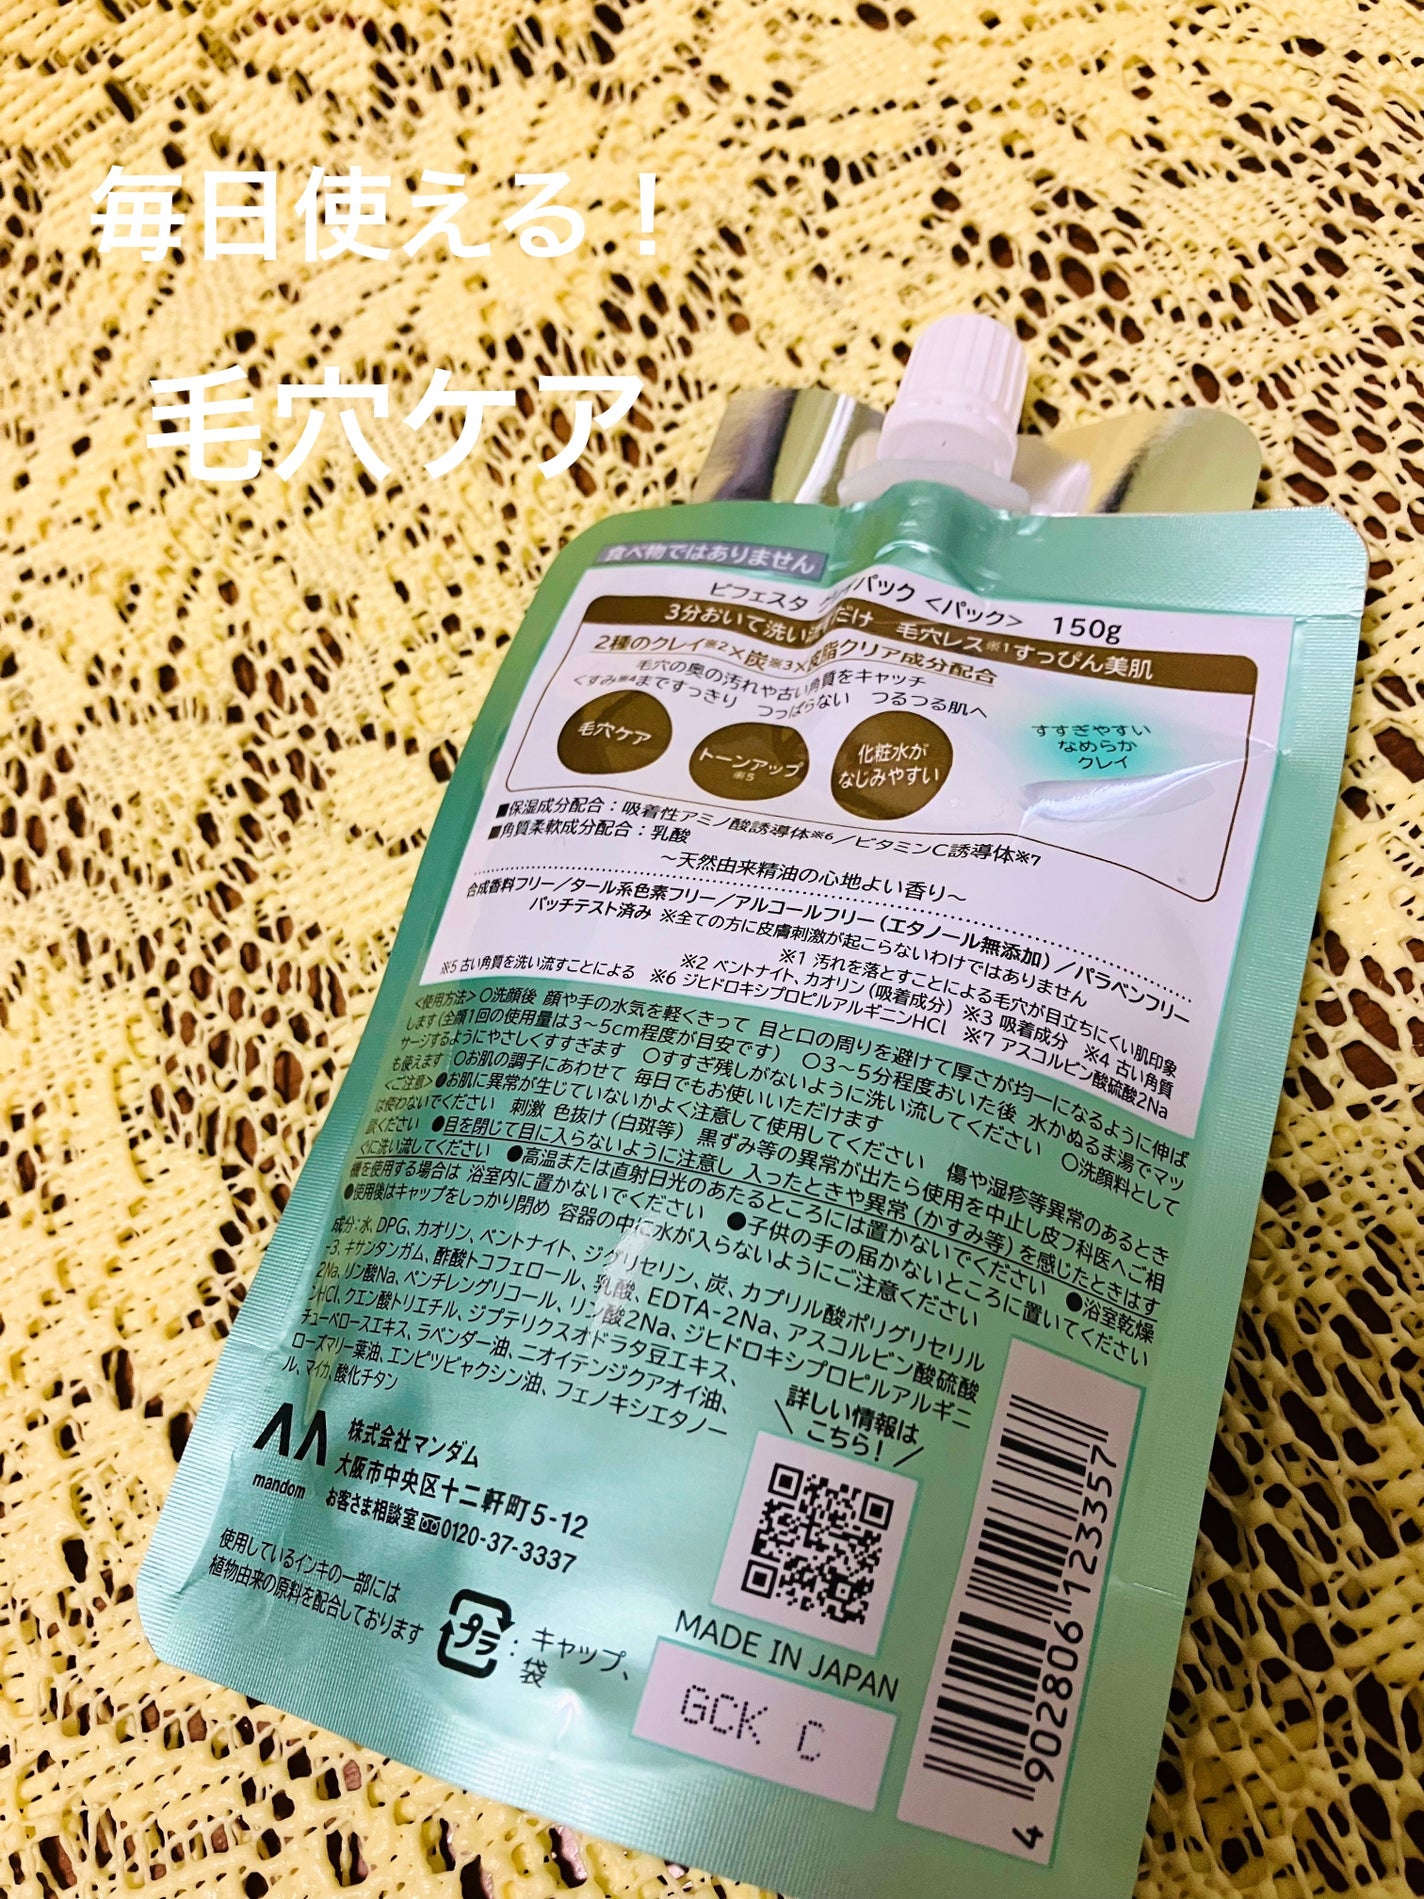 毎日使える！
毛穴ケア
食べ物ではありません
ビフェスタ クレイパック <パック> 150g
3分おいて洗い流すだけ 毛穴レス※1すっぴん美肌
2種のクレイ※2×炭※3×皮脂クリア成分配合
毛穴の奥の汚れや古い角質をキャッチ
くすみ※4まですっきり つっぱらない つるつる肌へ
毛穴ケア
トーンアップ
※5
化粧水が
なじみやすい
すすぎやすい
なめらか
クレイ
■保湿成分配合：吸着性アミノ酸誘導体※6／ビタミンC誘導体※7
■角質柔軟成分配合：乳酸
～天然由来精油の心地よい香り～
合成香料フリー／タール系色素フリー／アルコールフリー（エタノール無添加）／パラベンフリー
パッチテスト済み ※全ての方に皮膚刺激が起こらないわけではありません
※1 汚れを落とすことによる毛穴が目立ちにくい肌印象
※2 ベントナイト、カオリン（吸着成分） ※3 吸着成分 ※4 古い角質
※5 古い角質を洗い流すことによる ※6 ジヒドロキシプロピルアルギニンHCl ※7 アスコルビン酸硫酸2Na
<使用方法>○洗顔後 顔や手の水気を軽くきって 目と口の周りを避けて厚さが均一になるように伸ば
します（全顔1回の使用量は3～5cm程度が目安です） ○3～5分程度おいた後 水かぬるま湯でマッ
サージするようにやさしくすすぎます ○すすぎ残しがないように洗い流してください ○洗顔料として
も使えます ○お肌の調子にあわせて 毎日でもお使いいただけます
<ご注意>●お肌に異常が生じていないかよく注意して使用してください 傷や湿疹等異常のあるとき
は使わないでください 刺激 色抜け（白斑等） 黒ずみ等の異常が出たら使用を中止し皮フ科医へご相
談ください ●目を閉じて目に入らないように注意し 入ったときや異常（かすみ等）を感じたときはす
ぐに洗い流してください ●高温または直射日光のあたるところには置かないでください ●浴室乾燥
機を使用する場合は 浴室内に置かないでください ●子供の手の届かないところに置いてください
●使用後はキャップをしっかり閉め 容器の中に水が入らないようにご注意ください
成分：水、DPG、カオリン、ベントナイト、ジグリセリン、炭、カプリル酸ポリグリセリル
-3、キサンタンガム、酢酸トコフェロール、乳酸、EDTA-2Na、アスコルビン酸硫酸
2Na、リン酸Na、ペンチレングリコール、リン酸2Na、ジヒドロキシプロピルアルギニ
ンHCl、クエン酸トリエチル、ジプテリクスオドラタ豆エキス、
チューベロースエキス、ラベンダー油、ニオイテンジクアオイ油、
ローズマリー葉油、エンピツビャクシン油、フェノキシエタノー
ル、マイカ、酸化チタン
詳しい情報は
こちら！
mandom
株式会社マンダム
大阪市中央区十二軒町5-12
お客さま相談室 0120-37-3337
使用しているインキの一部には
植物由来の原料を配合しております
プラ：キャップ、
袋
MADE IN JAPAN
GCK C
4 902806 123357